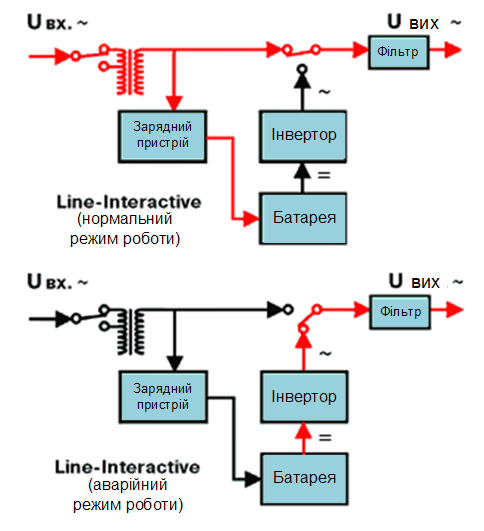 U вх. ~
U вих ~
Фільтр
~
Зарядний
пристрій
Інвертор
=
Line-Interactive
(нормальний
режим роботи)
Батарея
U вх. ~
U вих ~
Фільтр
~
Зарядний
пристрій
Інвертор
=
Line-Interactive
(аварійний
режим роботи)
Батарея